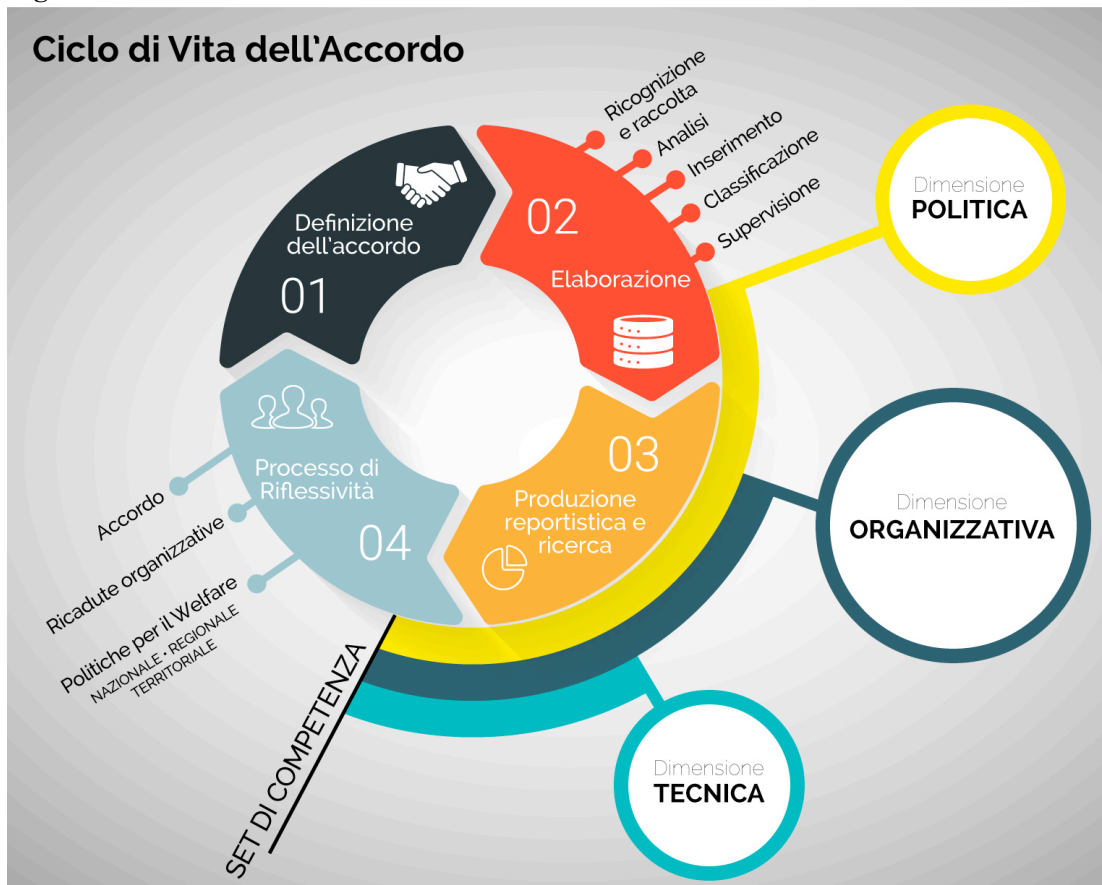 Ciclo di Vita dell'Accordo
Definizione
dell'accordo
01
02
Elaborazione
Ricognizione
e raccolta
Analisi
Inserimento
Classificazione
Supervisione
03
Produzione
reportistica e
ricerca
Processo di
Riflessività
04
Accordo
Ricadute organizzative
Politiche per il Welfare
NAZIONALE • REGIONALE
TERRITORIALE
SET DI COMPETENZA
Dimensione
POLITICA
Dimensione
ORGANIZZATIVA
Dimensione
TECNICA